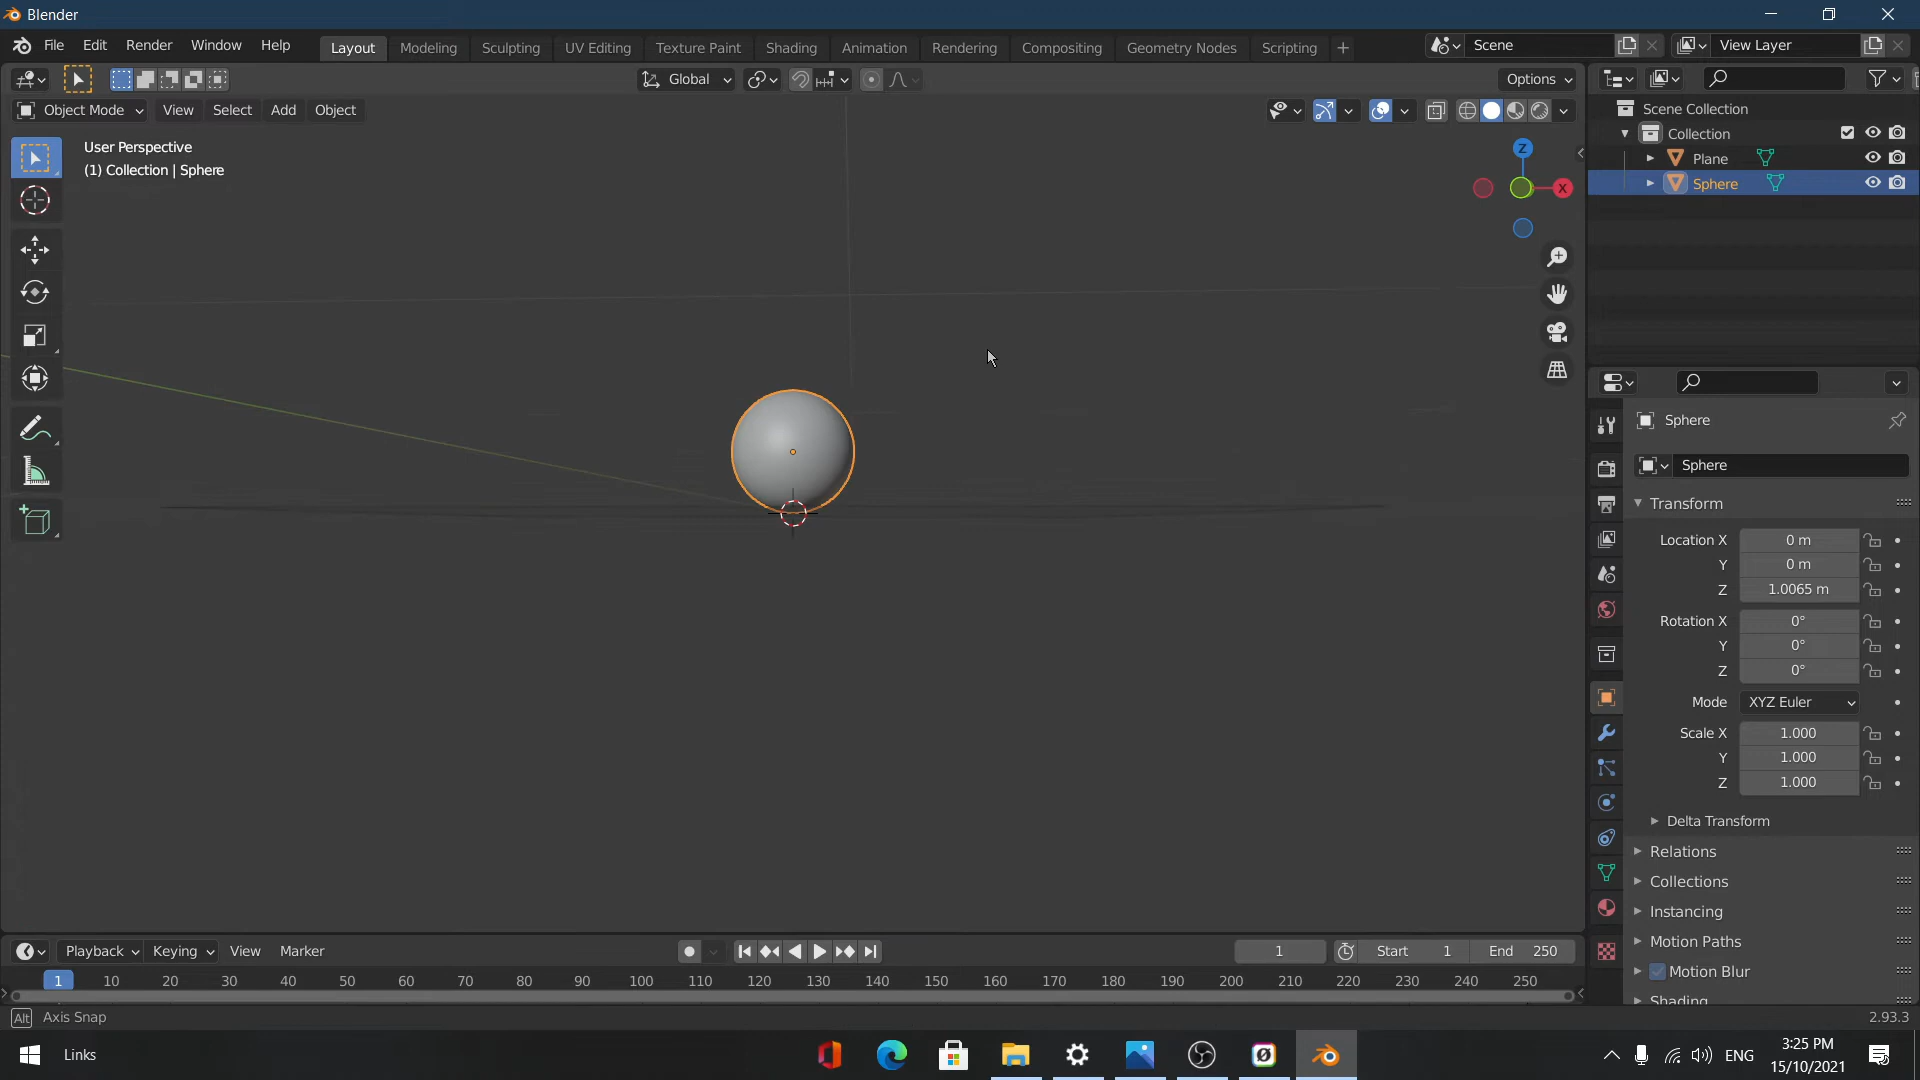 Blender
File Edit Render Window Help Layout Modeling Sculpting UV Editing Texture Paint Shading Animation Rendering Compositing Geometry Nodes Scripting + Scene View Layer
Global Options
Object Mode View Select Add Object
User Perspective
(1) Collection | Sphere
Z
X
Scene Collection
Collection
Plane
Sphere
Sphere
Sphere
Transform
Location X 0 m
Y 0 m
Z 1.0065 m
Rotation X 0°
Y 0°
Z 0°
Mode XYZ Euler
Scale X 1.000
Y 1.000
Z 1.000
Delta Transform
Relations
Collections
Instancing
Motion Paths
Motion Blur
Shading
Playback Keying View Marker 1 Start 1 End 250
1 10 20 30 40 50 60 70 80 90 100 110 120 130 140 150 160 170 180 190 200 210 220 230 240 250
Alt Axis Snap 2.93.3
Links ENG 3:25 PM
15/10/2021